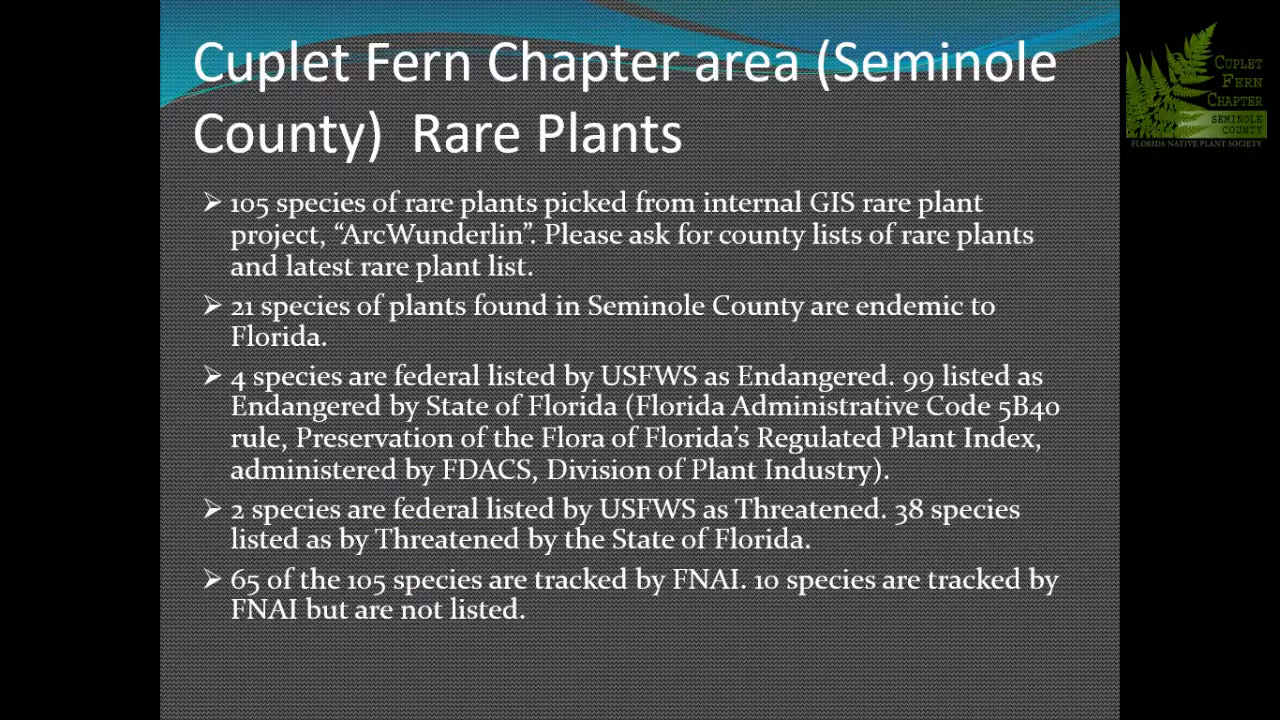 Cuplet Fern Chapter area (Seminole
County) Rare Plants
105 species of rare plants picked from internal GIS rare plant
project, “ArcWunderlin”. Please ask for county lists of rare plants
and latest rare plant list.
21 species of plants found in Seminole County are endemic to
Florida.
4 species are federal listed by USFWS as Endangered. 99 listed as
Endangered by State of Florida (Florida Administrative Code 5B40
rule, Preservation of the Flora of Florida’s Regulated Plant Index,
administered by FDACS, Division of Plant Industry).
2 species are federal listed by USFWS as Threatened. 38 species
listed as by Threatened by the State of Florida.
65 of the 105 species are tracked by FNAI. 10 species are tracked by
FNAI but are not listed.
CUPLET
FERN
CHAPTER
SEMINOLE
COUNTY
FLORIDA NATIVE PLANT SOCIETY